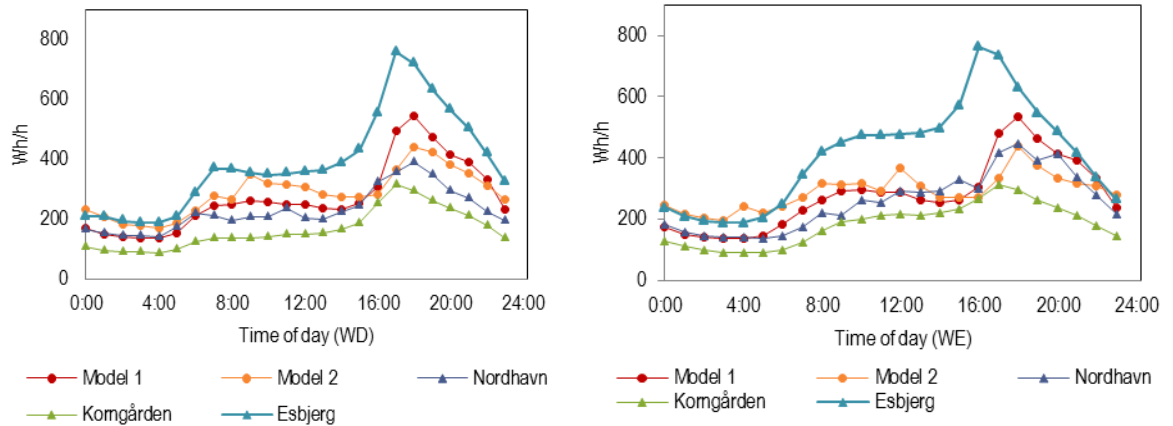 800
600
400
200
0
Wh/h
0:00 4:00 8:00 12:00 16:00 20:00 24:00
Time of day (WD)
Model 1 Model 2 Nordhavn
Korngården Esbjerg
800
600
400
200
0
Wh/h
0:00 4:00 8:00 12:00 16:00 20:00 24:00
Time of day (WE)
Model 1 Model 2 Nordhavn
Korngården Esbjerg